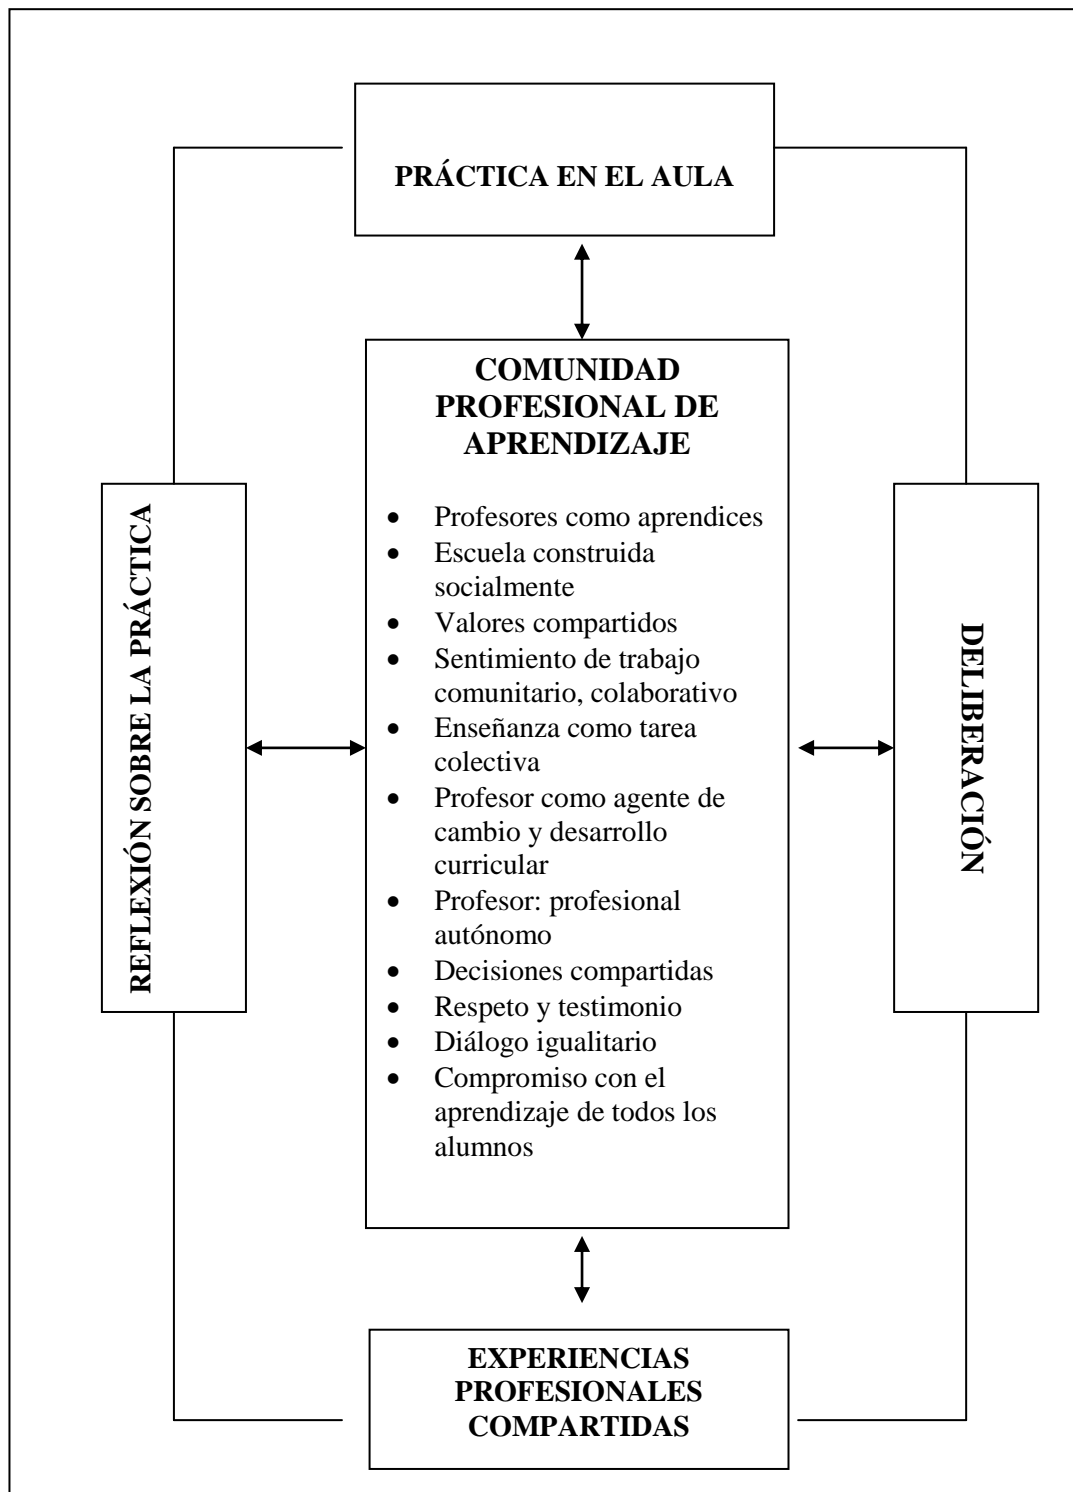 PRÁCTICA EN EL AULA
COMUNIDAD
PROFESIONAL DE
APRENDIZAJE
• Profesores como aprendices
• Escuela construida
socialmente
• Valores compartidos
• Sentimiento de trabajo
comunitario, colaborativo
• Enseñanza como tarea
colectiva
• Profesor como agente de
cambio y desarrollo
curricular
• Profesor: profesional
autónomo
• Decisiones compartidas
• Respeto y testimonio
• Diálogo igualitario
• Compromiso con el
aprendizaje de todos los
alumnos
REFLEXIÓN SOBRE LA PRÁCTICA
DELIBERACIÓN
EXPERIENCIAS
PROFESIONALES
COMPARTIDAS